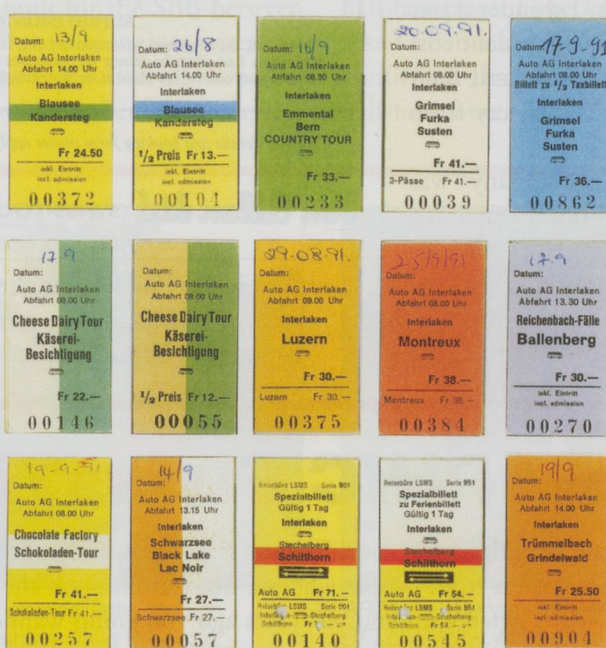 Datum: 13/9
Auto AG Interlaken
Abfahrt 14.00 Uhr
Interlaken
Blausee
Kandersteg
Fr 24.50
inkl. Eintritt
incl. admission
00372
Datum: 26/8
Auto AG Interlaken
Abfahrt 14.00 Uhr
Interlaken
Blausee
Kandersteg
1/2 Preis Fr 13.—
inkl. Eintritt
incl. admission
00101
Datum: 16/9
Auto AG Interlaken
Abfahrt 08.30 Uhr
Interlaken
Emmental
Bern
COUNTRY TOUR
Fr 33.—
00233
20.09.91.
Datum:
Auto AG Interlaken
Abfahrt 08.00 Uhr
Interlaken
Grimsel
Furka
Susten
Fr 41.—
3-Pässe Fr 41.—
00039
Datum: 17-9-91
Auto AG Interlaken
Abfahrt 08.00 Uhr
Billett zu 1/2 Taxbillett
Interlaken
Grimsel
Furka
Susten
Fr 36.—
00862
17.9
Datum:
Auto AG Interlaken
Abfahrt 08.00 Uhr
Cheese Dairy Tour
Käserei-
Besichtigung
Fr 22.—
00146
Datum:
Auto AG Interlaken
Abfahrt 08.00 Uhr
Cheese Dairy Tour
Käserei-
Besichtigung
1/2 Preis Fr 12.—
00055
29.08.91.
Datum:
Auto AG Interlaken
Abfahrt 09.00 Uhr
Interlaken
Luzern
Fr 30.—
Luzern Fr 30.—
00375
25/9/91
Datum:
Auto AG Interlaken
Abfahrt 08.00 Uhr
Interlaken
Montreux
Fr 38.—
Montreux Fr 38.—
00384
17.9
Datum:
Auto AG Interlaken
Abfahrt 13.30 Uhr
Reichenbach-Fälle
Ballenberg
Fr 30.—
inkl. Eintritt
incl. admission
00270
19-9-91
Datum:
Auto AG Interlaken
Abfahrt 08.00 Uhr
Chocolate Factory
Schokoladen-Tour
Fr 41.—
Schokoladen-Tour Fr 41.—
00257
14/9
Datum:
Auto AG Interlaken
Abfahrt 13.15 Uhr
Interlaken
Schwarzsee
Black Lake
Lac Noir
Fr 27.—
Schwarzsee Fr 27.—
00057
Reisebüro LSMS Serie 901
Spezialbillett
Gültig 1 Tag
Interlaken
Stechelberg
Schilthorn
Auto AG Fr 71.—
Reisebüro LSMS Serie 901
Stechelberg-
Schilthorn
00140
Reisebüro LSMS Serie 951
Spezialbillett
zu Ferienbillett
Gültig 1 Tag
Interlaken
Stechelberg
Schilthorn
Auto AG Fr 54.—
LSMS Serie 951
Stechelberg-
Schilthorn Fr 54.—
00545
19/9
Datum:
Auto AG Interlaken
Abfahrt 14.00 Uhr
Interlaken
Trümmelbach
Grindelwald
Fr 25.50
inkl. Eintritt
incl. admission
00904